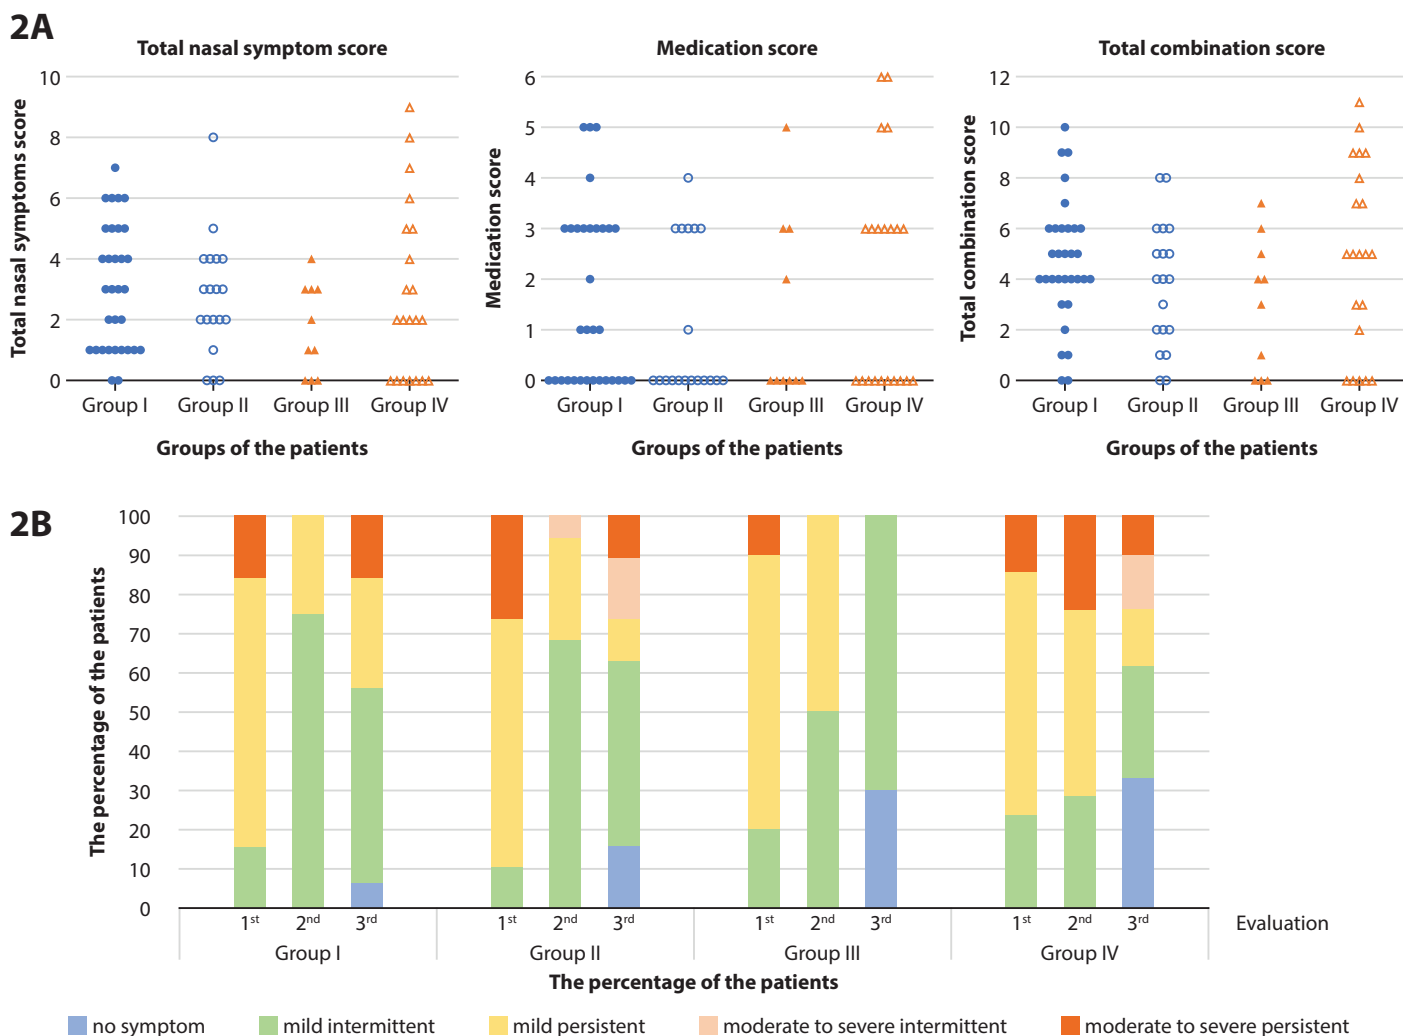 2A
Total nasal symptom score
Total nasal symptoms score
10
8
6
4
2
0
Group I Group II Group III Group IV
Groups of the patients
Medication score
Medication score
6
5
4
3
2
1
0
Group I Group II Group III Group IV
Groups of the patients
Total combination score
Total combination score
12
10
8
6
4
2
0
Group I Group II Group III Group IV
Groups of the patients
2B
The percentage of the patients
100
90
80
70
60
50
40
30
20
10
0
1st 2nd 3rd 1st 2nd 3rd 1st 2nd 3rd 1st 2nd 3rd Evaluation
Group I Group II Group III Group IV
The percentage of the patients
no symptom mild intermittent mild persistent moderate to severe intermittent moderate to severe persistent